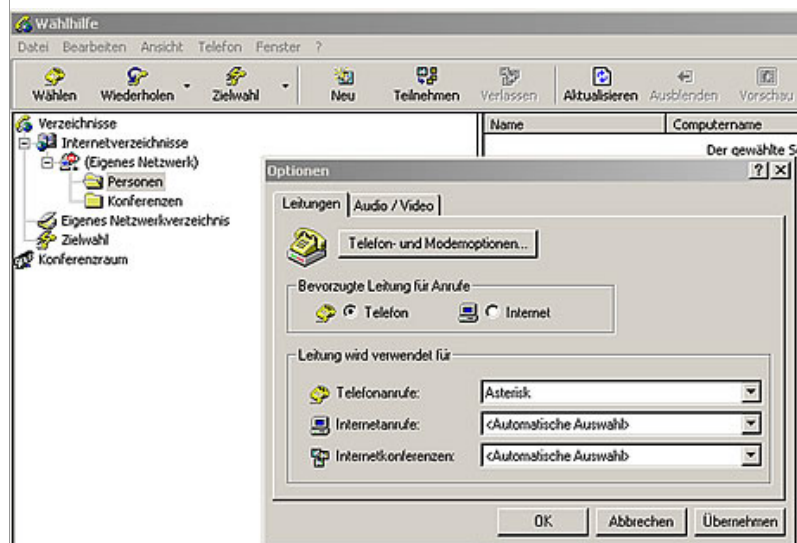 Wählhilfe
Datei Bearbeiten Ansicht Telefon Fenster ?
Wählen Wiederholen Zielwahl Neu Teilnehmen Verlassen Aktualisieren Ausblenden Vorschau
Verzeichnisse
Internetverzeichnisse
(Eigenes Netzwerk)
Personen
Konferenzen
Eigenes Netzwerkverzeichnis
Zielwahl
Konferenzraum
Name Computername
Der gewählte S
Optionen
Leitungen Audio / Video
Telefon- und Modemoptionen...
Bevorzugte Leitung für Anrufe
Telefon Internet
Leitung wird verwendet für
Telefonanrufe: Asterisk
Internetanrufe: <Automatische Auswahl>
Internetkonferenzen: <Automatische Auswahl>
OK Abbrechen Übernehmen